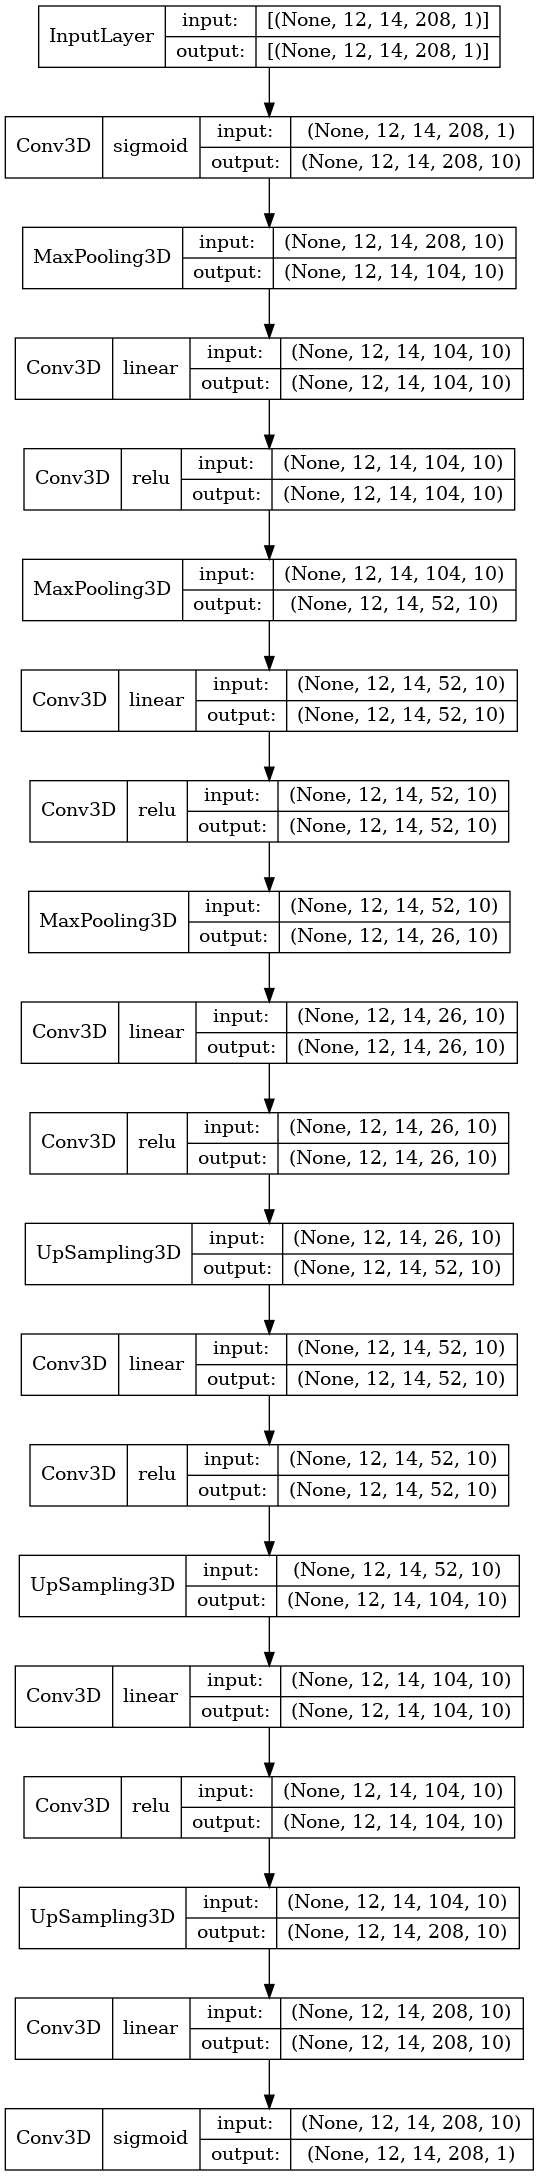 InputLayer input: [(None, 12, 14, 208, 1)]
output: [(None, 12, 14, 208, 1)]
Conv3D sigmoid input: (None, 12, 14, 208, 1)
output: (None, 12, 14, 208, 10)
MaxPooling3D input: (None, 12, 14, 208, 10)
output: (None, 12, 14, 104, 10)
Conv3D linear input: (None, 12, 14, 104, 10)
output: (None, 12, 14, 104, 10)
Conv3D relu input: (None, 12, 14, 104, 10)
output: (None, 12, 14, 104, 10)
MaxPooling3D input: (None, 12, 14, 104, 10)
output: (None, 12, 14, 52, 10)
Conv3D linear input: (None, 12, 14, 52, 10)
output: (None, 12, 14, 52, 10)
Conv3D relu input: (None, 12, 14, 52, 10)
output: (None, 12, 14, 52, 10)
MaxPooling3D input: (None, 12, 14, 52, 10)
output: (None, 12, 14, 26, 10)
Conv3D linear input: (None, 12, 14, 26, 10)
output: (None, 12, 14, 26, 10)
Conv3D relu input: (None, 12, 14, 26, 10)
output: (None, 12, 14, 26, 10)
UpSampling3D input: (None, 12, 14, 26, 10)
output: (None, 12, 14, 52, 10)
Conv3D linear input: (None, 12, 14, 52, 10)
output: (None, 12, 14, 52, 10)
Conv3D relu input: (None, 12, 14, 52, 10)
output: (None, 12, 14, 52, 10)
UpSampling3D input: (None, 12, 14, 52, 10)
output: (None, 12, 14, 104, 10)
Conv3D linear input: (None, 12, 14, 104, 10)
output: (None, 12, 14, 104, 10)
Conv3D relu input: (None, 12, 14, 104, 10)
output: (None, 12, 14, 104, 10)
UpSampling3D input: (None, 12, 14, 104, 10)
output: (None, 12, 14, 208, 10)
Conv3D linear input: (None, 12, 14, 208, 10)
output: (None, 12, 14, 208, 10)
Conv3D sigmoid input: (None, 12, 14, 208, 10)
output: (None, 12, 14, 208, 1)